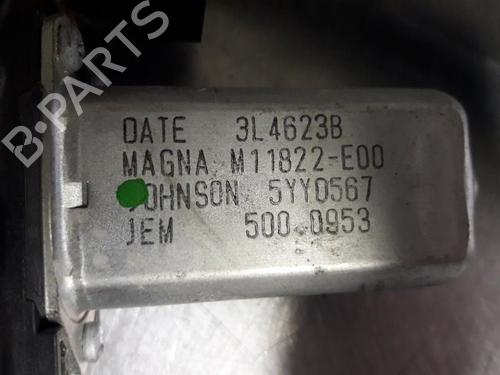 B-PARTS
DATE 3L4623B
MAGNA M11822-E00
JOHNSON 5YY0567
JEM 500 0953